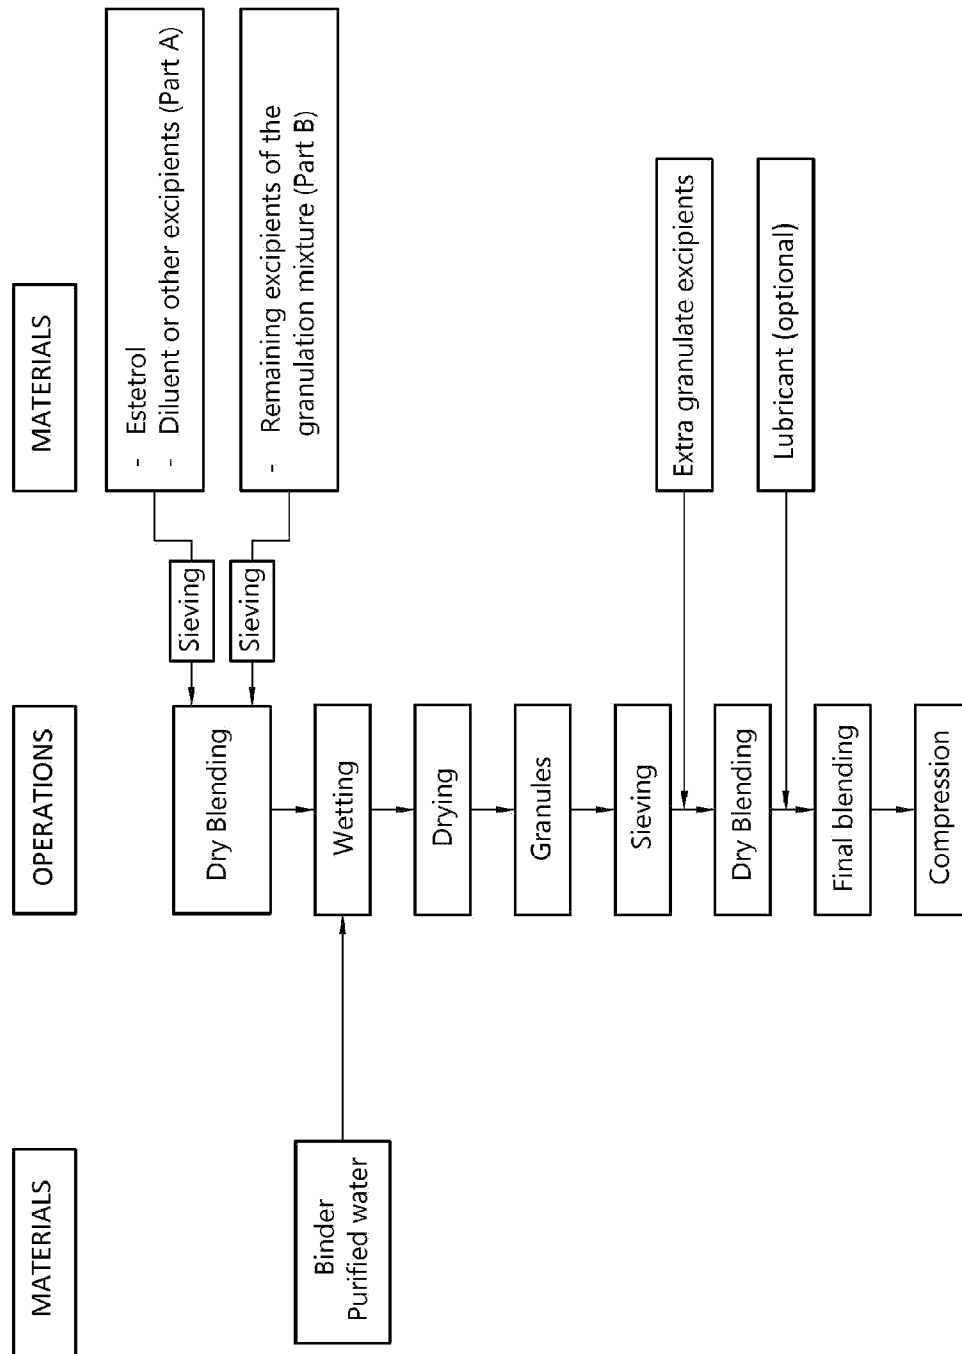 MATERIALS
OPERATIONS
MATERIALS
- Estetrol
- Diluent or other excipients (Part A)
Sieving
- Remaining excipients of the
granulation mixture (Part B)
Sieving
Dry Blending
Binder
Purified water
Wetting
Drying
Granules
Sieving
Extra granulate excipients
Dry Blending
Lubricant (optional)
Final blending
Compression